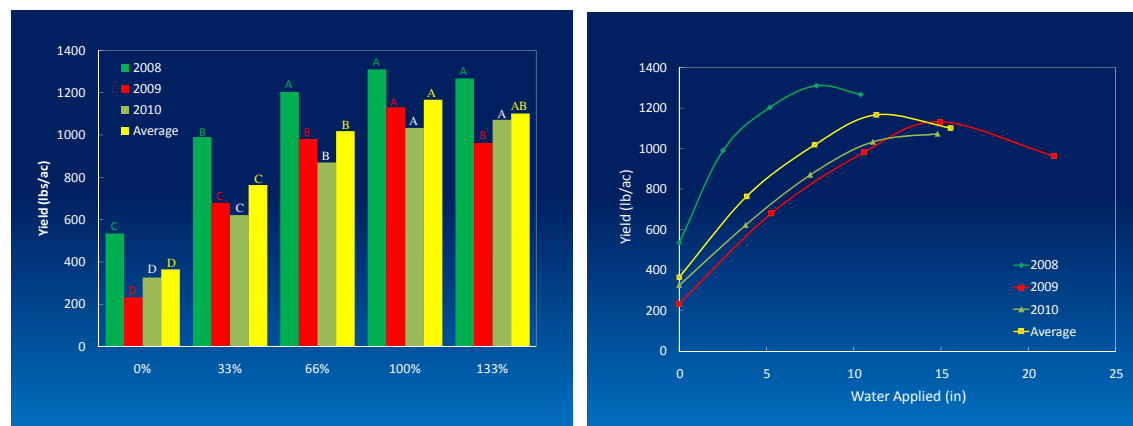 1400
1200
1000
800
600
400
200
0
Yield (lbs/ac)
2008
2009
2010
Average
C
D
D
D
B
C
C
C
A
B
B
B
A
A
A
A
A
B
A
AB
0%
33%
66%
100%
133%
1400
1200
1000
800
600
400
200
0
Yield (lb/ac)
2008
2009
2010
Average
0
5
10
15
20
25
Water Applied (in)